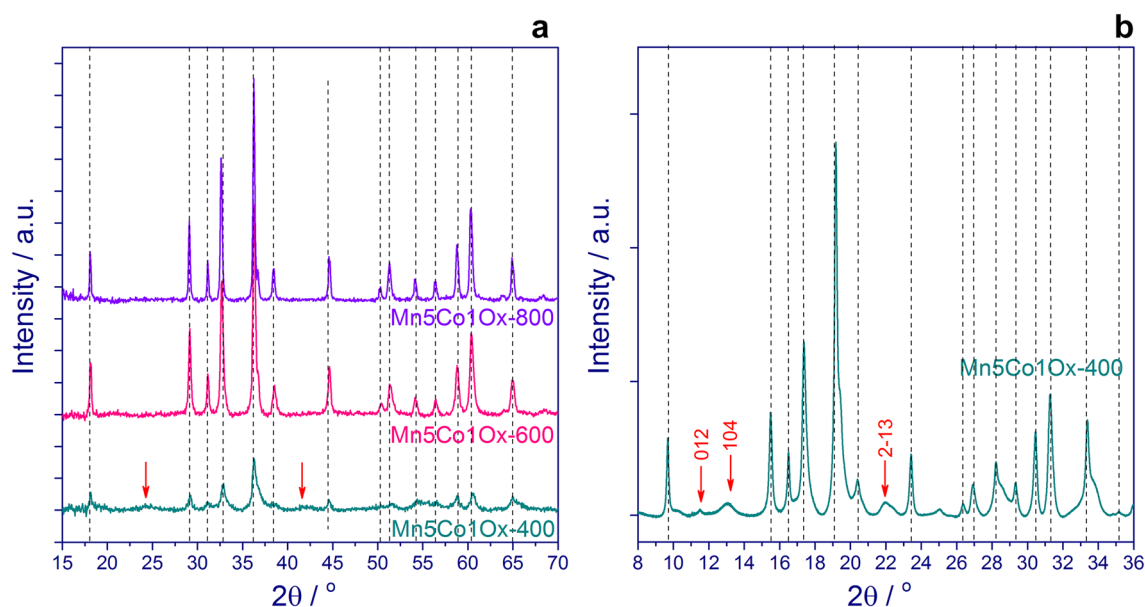 a
Intensity / a.u.
Mn5Co1Ox-800
Mn5Co1Ox-600
Mn5Co1Ox-400
15 20 25 30 35 40 45 50 55 60 65 70
2θ / °
b
Intensity / a.u.
Mn5Co1Ox-400
012
104
2-13
8 10 12 14 16 18 20 22 24 26 28 30 32 34 36
2θ / °